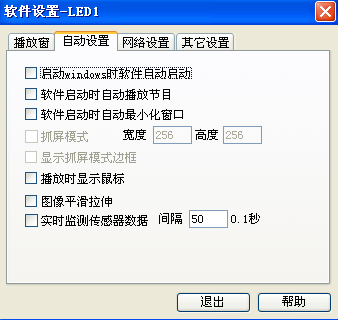 软件设置-LED1
播放窗 自动设置 网络设置 其它设置
启动windows时软件自动启动
软件启动时自动播放节目
软件启动时自动最小化窗口
抓屏模式 宽度 256 高度 256
显示抓屏模式边框
播放时显示鼠标
图像平滑拉伸
实时监测传感器数据 间隔 50 0.1秒
退出 帮助